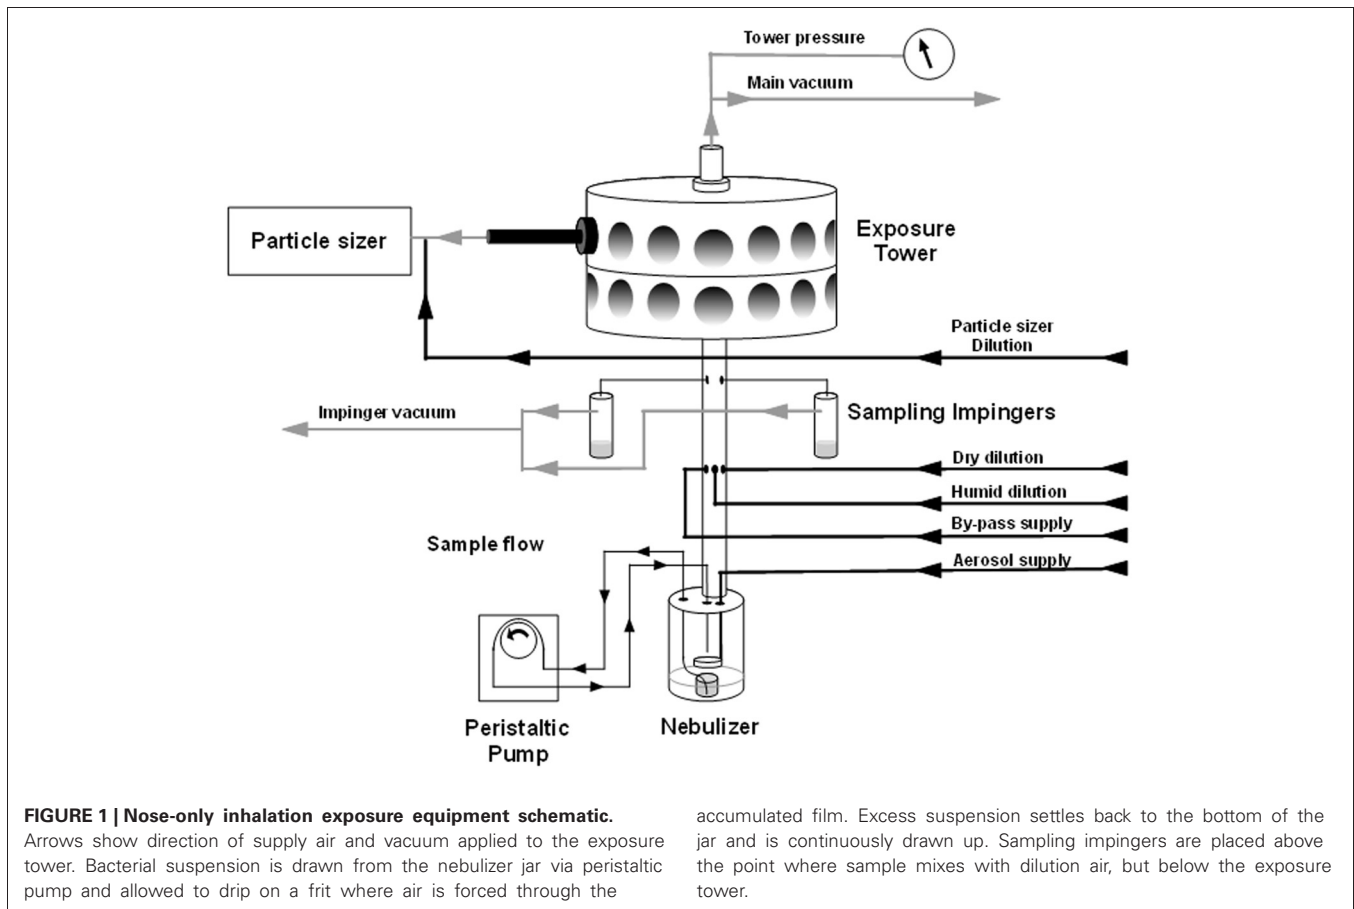 Tower pressure
Main vacuum
Particle sizer
Exposure
Tower
Particle sizer
Dilution
Impinger vacuum
Sampling Impingers
Dry dilution
Humid dilution
By-pass supply
Sample flow
Aerosol supply
Peristaltic
Pump
Nebulizer
FIGURE 1 | Nose-only inhalation exposure equipment schematic.
Arrows show direction of supply air and vacuum applied to the exposure
tower. Bacterial suspension is drawn from the nebulizer jar via peristaltic
pump and allowed to drip on a frit where air is forced through the
accumulated film. Excess suspension settles back to the bottom of the
jar and is continuously drawn up. Sampling impingers are placed above
the point where sample mixes with dilution air, but below the exposure
tower.